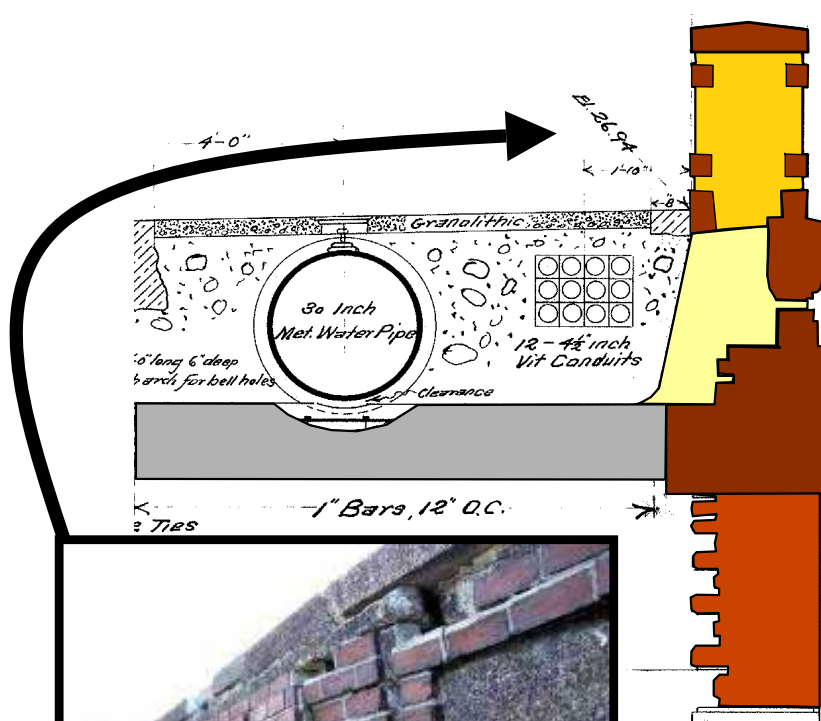 El. 26.94
4'-0"
1'-10"
8"
Granolithic
30 Inch
Met. Water Pipe
12 - 4½" inch
Vit Conduits
long 6" deep
arch for bell holes
Clearance
1" Bars, 12" O.C.
Ties